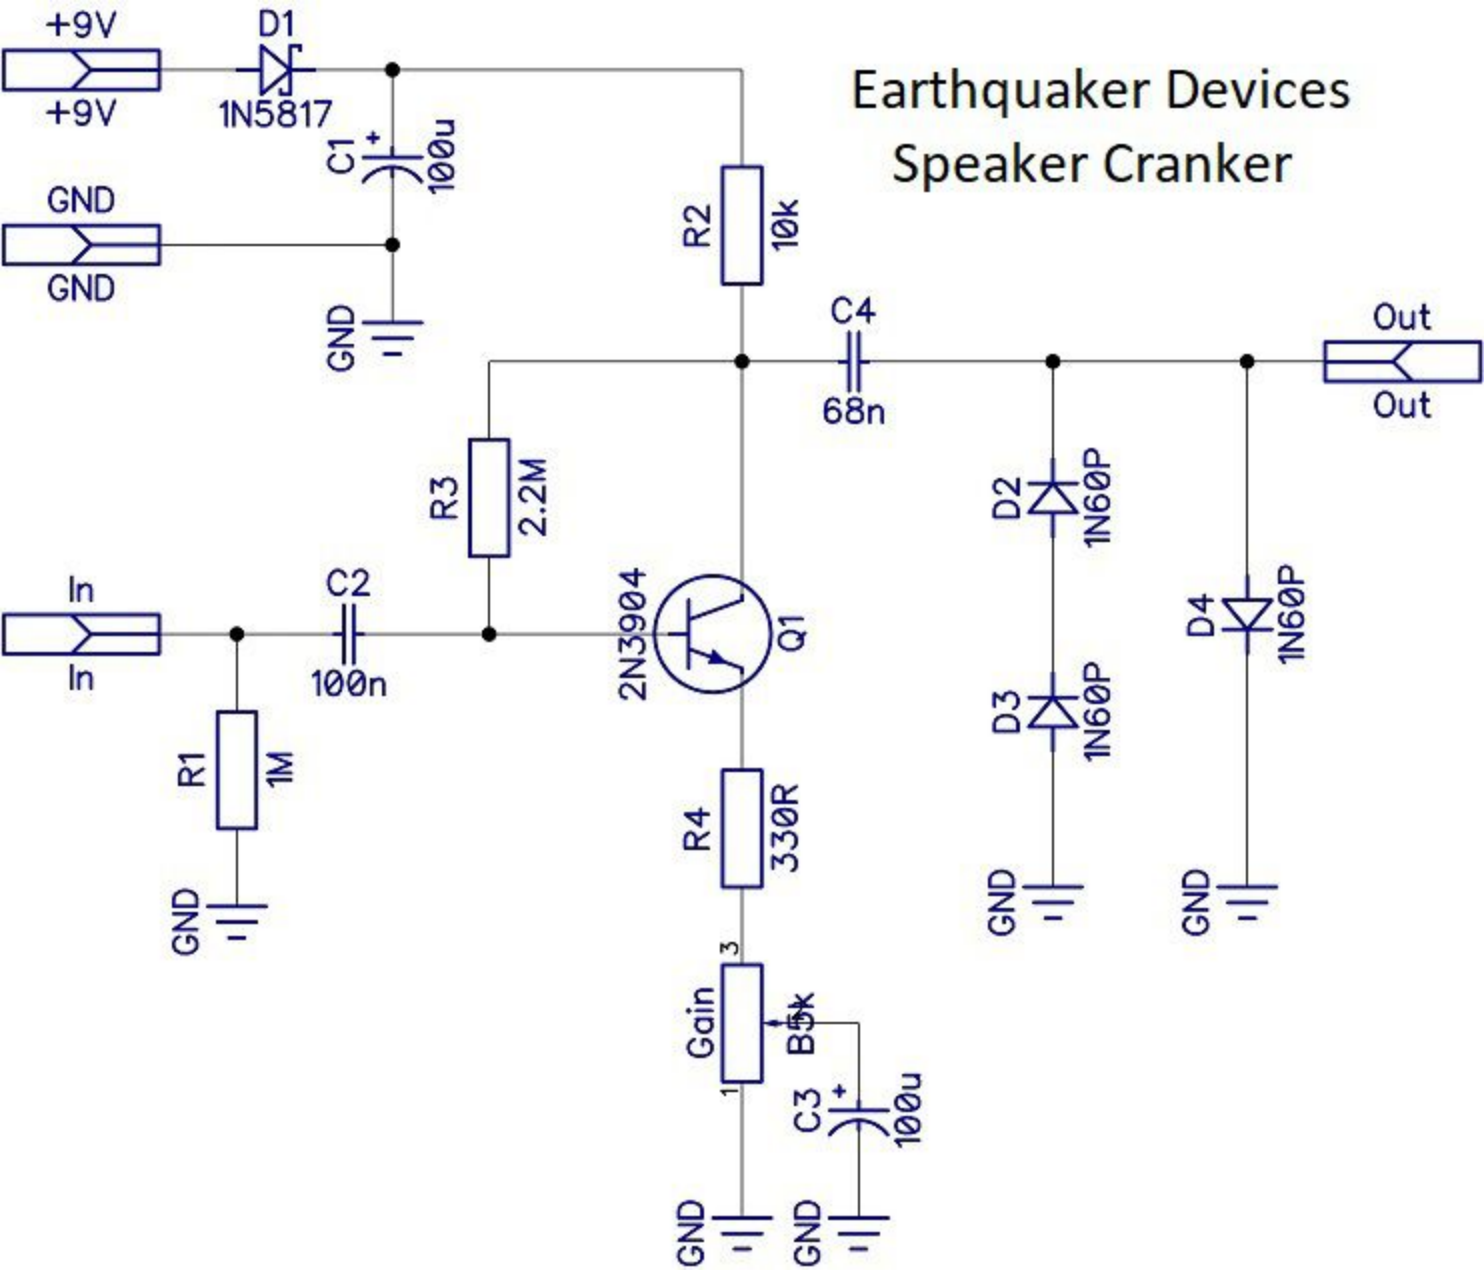 +9V
+9V
D1
1N5817
Earthquaker Devices
Speaker Cranker
C1
+
100u
GND
GND
GND
R2
10k
C4
68n
Out
Out
R3
2.2M
In
In
C2
100n
2N3904
Q1
D2
1N60P
D3
1N60P
D4
1N60P
R1
1M
GND
R4
330R
GND
GND
3
Gain
B5k
1
C3
+
100u
GND
GND